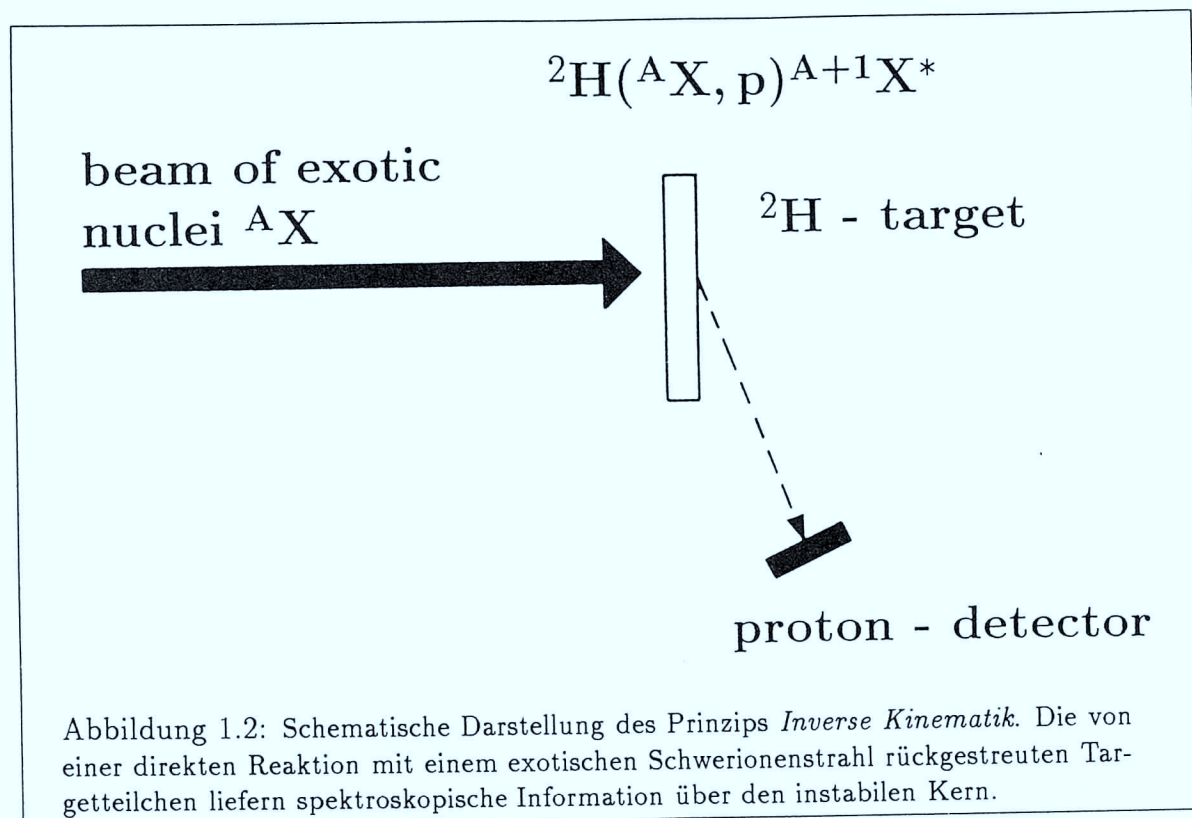 ²H(ᴬX, p)ᴬ⁺¹X*
beam of exotic
nuclei ᴬX
²H - target
proton - detector
Abbildung 1.2: Schematische Darstellung des Prinzips Inverse Kinematik. Die von
einer direkten Reaktion mit einem exotischen Schwerionenstrahl rückgestreuten Tar-
getteilchen liefern spektroskopische Information über den instabilen Kern.